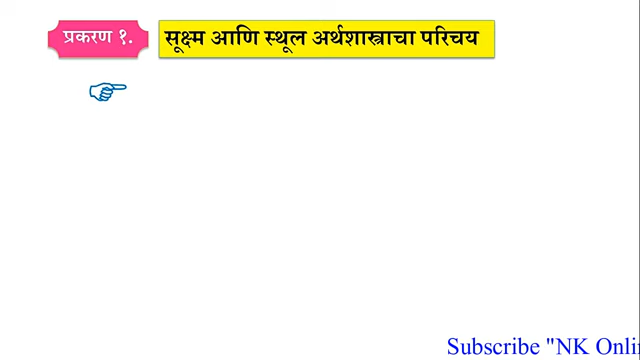 प्रकरण १.
सूक्ष्म आणि स्थूल अर्थशास्त्राचा परिचय
Subscribe "NK Onli